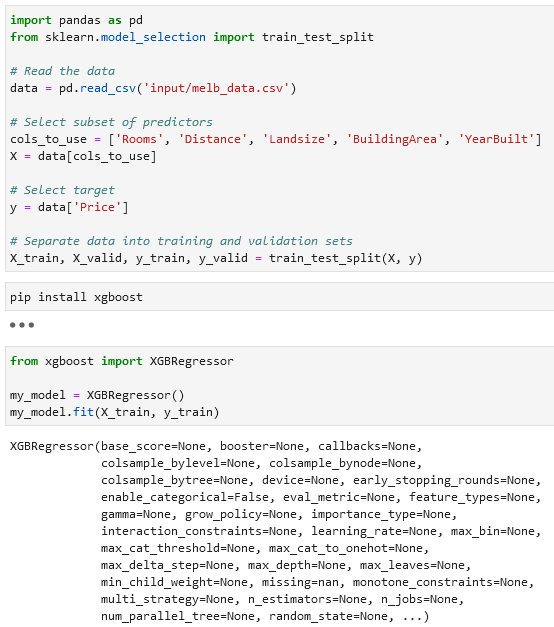 import pandas as pd
from sklearn.model_selection import train_test_split
# Read the data
data = pd.read_csv('input/melb_data.csv')
# Select subset of predictors
cols_to_use = ['Rooms', 'Distance', 'Landsize', 'BuildingArea', 'YearBuilt']
X = data[cols_to_use]
# Select target
y = data['Price']
# Separate data into training and validation sets
X_train, X_valid, y_train, y_valid = train_test_split(X, y)
pip install xgboost
from xgboost import XGBRegressor
my_model = XGBRegressor()
my_model.fit(X_train, y_train)
XGBRegressor(base_score=None, booster=None, callbacks=None,
colsample_bylevel=None, colsample_bynode=None,
colsample_bytree=None, device=None, early_stopping_rounds=None,
enable_categorical=False, eval_metric=None, feature_types=None,
gamma=None, grow_policy=None, importance_type=None,
interaction_constraints=None, learning_rate=None, max_bin=None,
max_cat_threshold=None, max_cat_to_onehot=None,
max_delta_step=None, max_depth=None, max_leaves=None,
min_child_weight=None, missing=nan, monotone_constraints=None,
multi_strategy=None, n_estimators=None, n_jobs=None,
num_parallel_tree=None, random_state=None, ...)